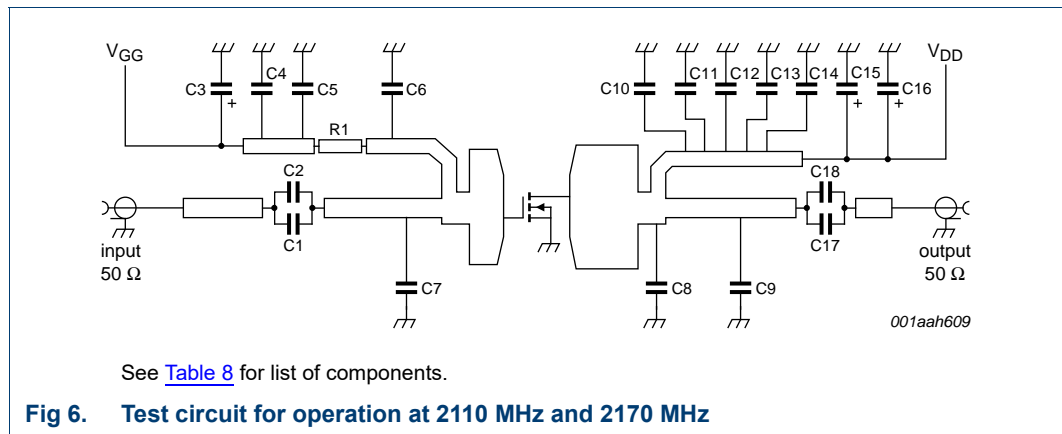 VGG
C3
+
C4
C5
R1
C6
C10
C11
C12
C13
C14
C15
+
C16
+
VDD
C2
C1
input
50 Ω
C7
C8
C9
C18
C17
output
50 Ω
001aah609
See Table 8 for list of components.
Fig 6. Test circuit for operation at 2110 MHz and 2170 MHz